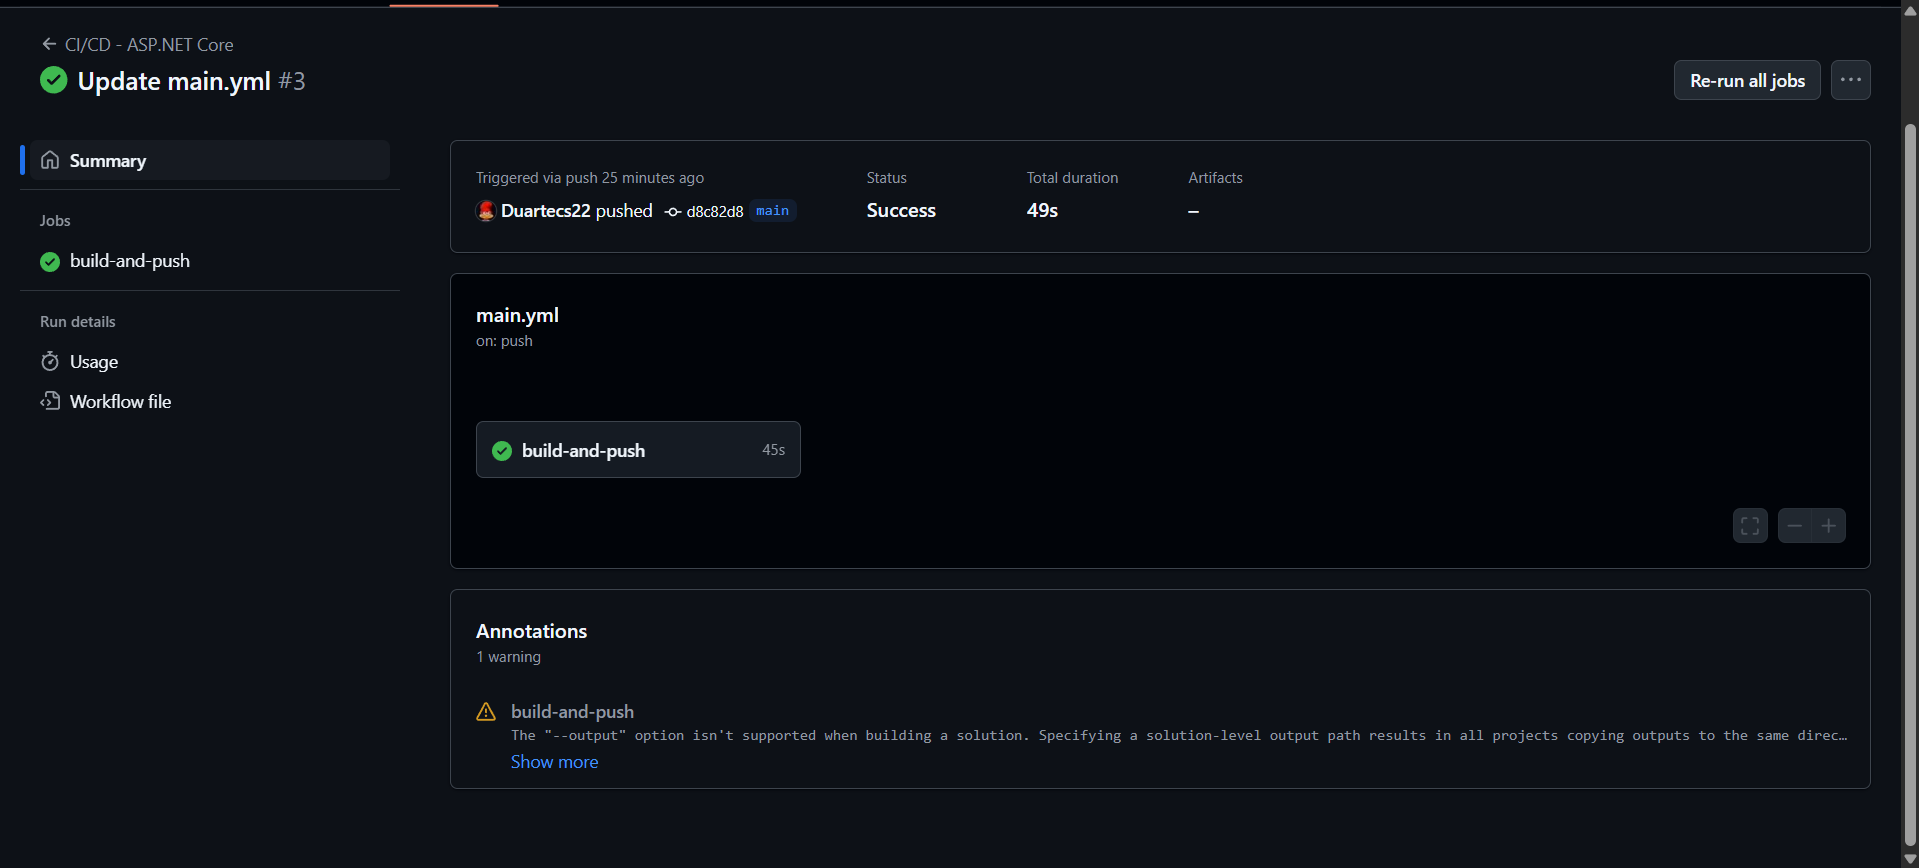 CI/CD - ASP.NET Core
Update main.yml #3
Re-run all jobs
Summary
Jobs
build-and-push
Run details
Usage
Workflow file
Triggered via push 25 minutes ago
Duartecs22 pushed d8c82d8 main
Status
Success
Total duration
49s
Artifacts
–
main.yml
on: push
build-and-push 45s
Annotations
1 warning
build-and-push
The "--output" option isn't supported when building a solution. Specifying a solution-level output path results in all projects copying outputs to the same direc…
Show more